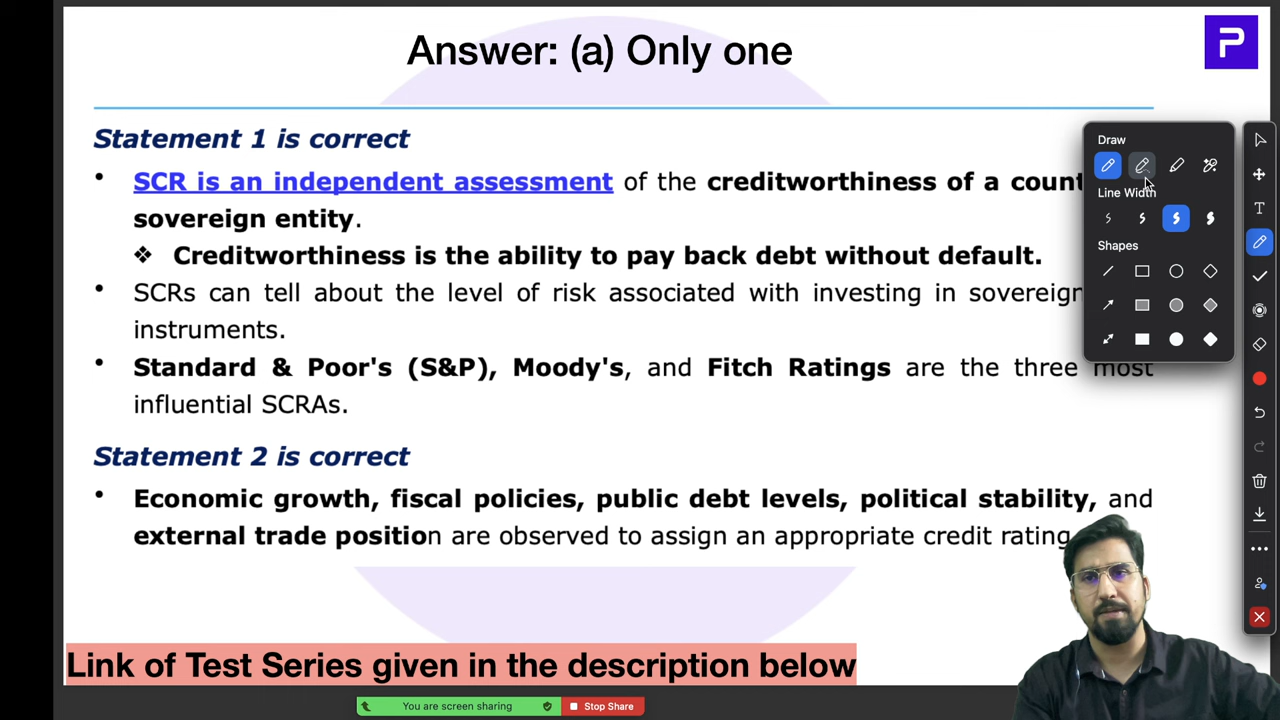 Answer: (a) Only one
P
Statement 1 is correct
• SCR is an independent assessment of the creditworthiness of a count
sovereign entity.
❖ Creditworthiness is the ability to pay back debt without default.
• SCRs can tell about the level of risk associated with investing in sovereign
instruments.
• Standard & Poor's (S&P), Moody's, and Fitch Ratings are the three most
influential SCRAs.
Statement 2 is correct
• Economic growth, fiscal policies, public debt levels, political stability, and
external trade position are observed to assign an appropriate credit rating
Link of Test Series given in the description below
You are screen sharing
Stop Share
Draw
Line Width
Shapes
T